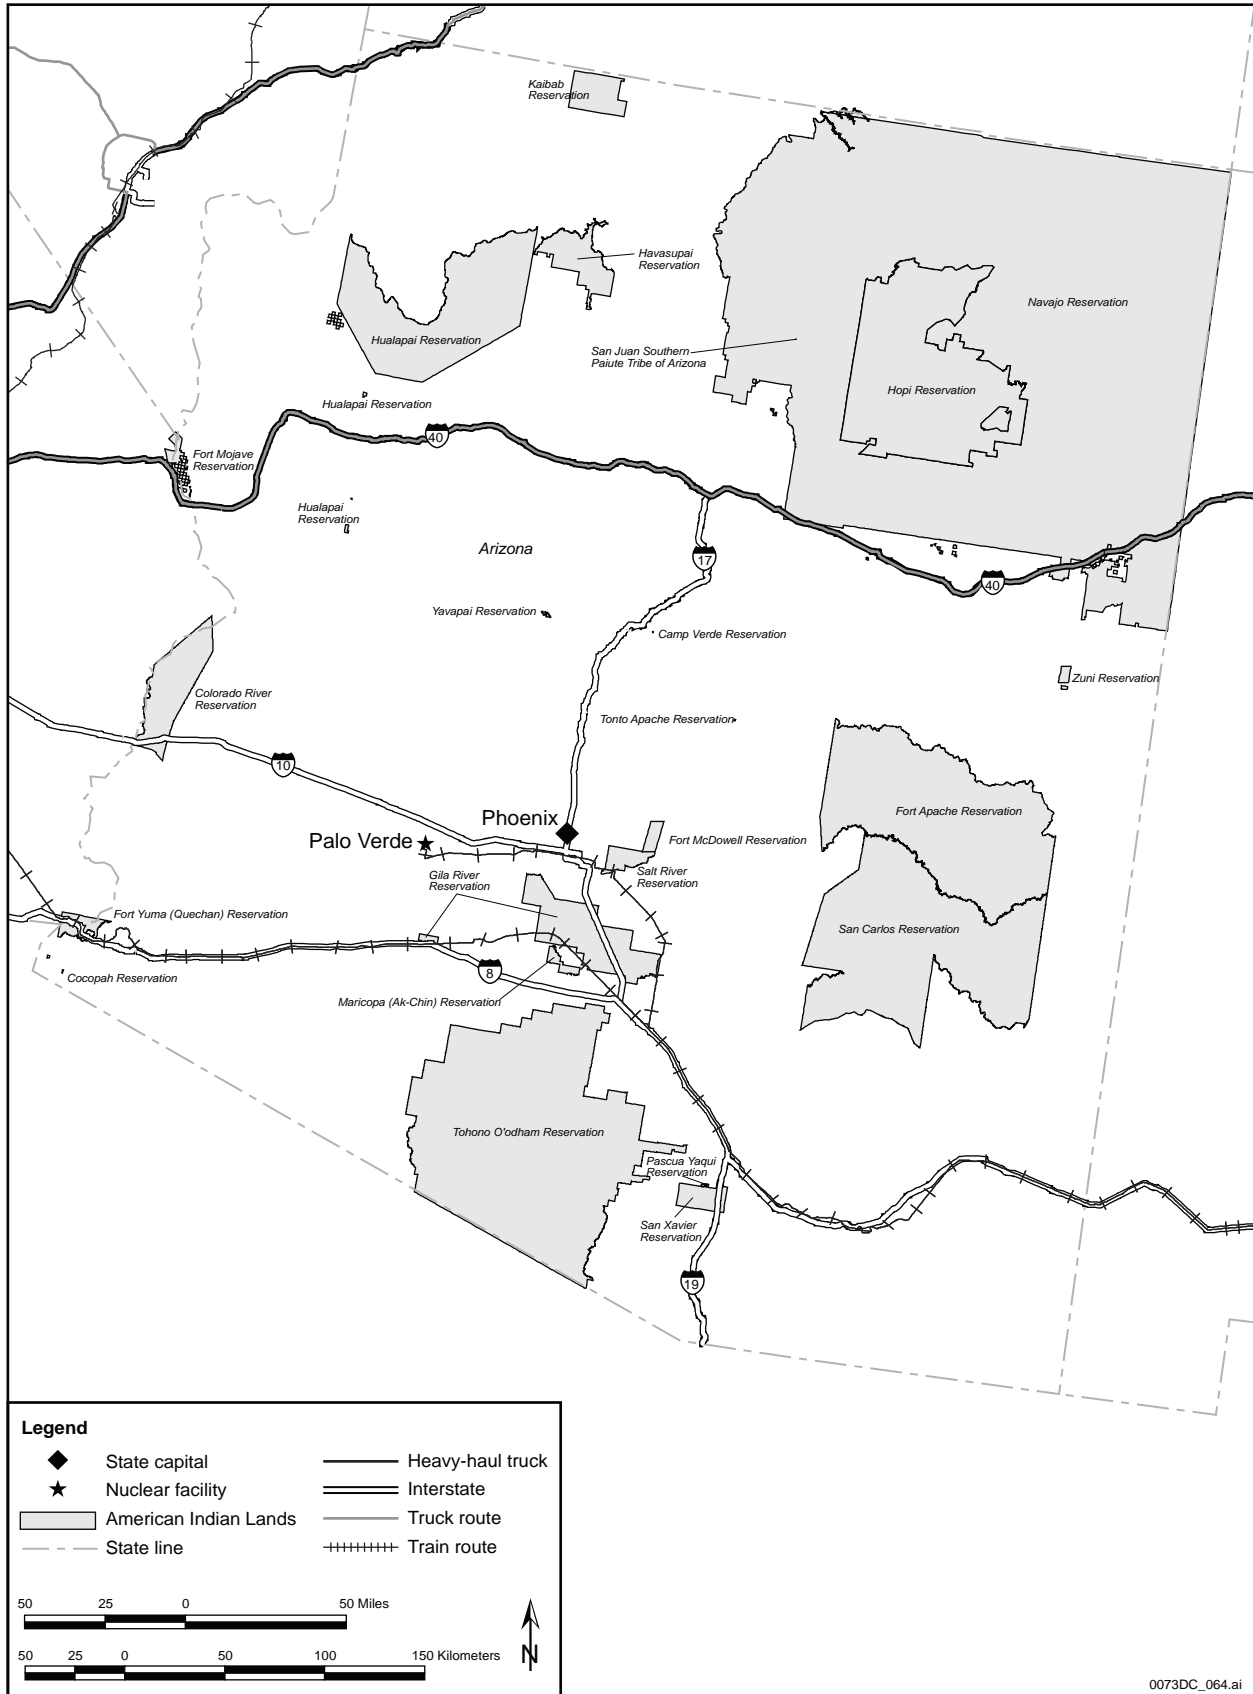 Kaibab
Reservation
Havasupai
Reservation
Navajo Reservation
Hualapai Reservation
San Juan Southern
Paiute Tribe of Arizona
Hopi Reservation
Hualapai Reservation
40
Fort Mojave
Reservation
Hualapai
Reservation
Arizona
17
40
Yavapai Reservation
Camp Verde Reservation
Zuni Reservation
Colorado River
Reservation
Tonto Apache Reservation
10
Fort Apache Reservation
Phoenix
Palo Verde
Fort McDowell Reservation
Gila River
Reservation
Salt River
Reservation
Fort Yuma (Quechan) Reservation
San Carlos Reservation
Cocopah Reservation
8
Maricopa (Ak-Chin) Reservation
Tohono O'odham Reservation
Pascua Yaqui
Reservation
San Xavier
Reservation
19
Legend
State capital
Nuclear facility
American Indian Lands
State line
Heavy-haul truck
Interstate
Truck route
Train route
50 25 0 50 Miles
50 25 0 50 100 150 Kilometers
N
0073DC_064.ai